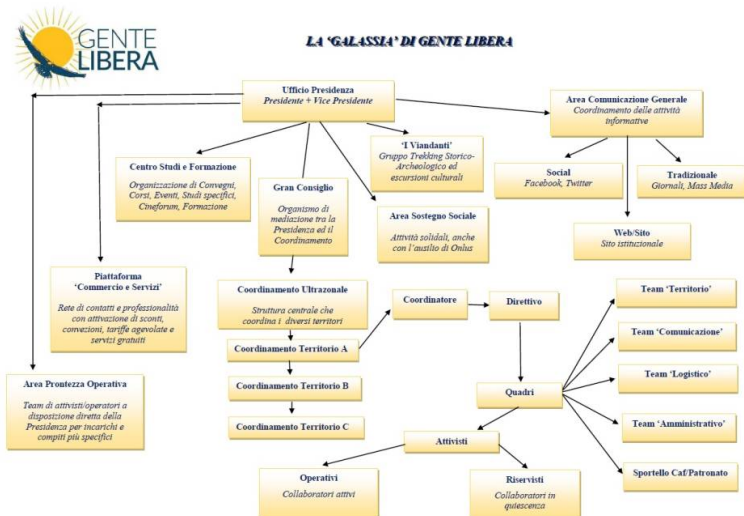 GENTE
LIBERA
LA 'GALASSIA' DI GENTE LIBERA
Ufficio Presidenza
Presidente + Vice Presidente
Area Comunicazione Generale
Coordinamento delle attività
informative
'I Viandanti'
Gruppo Trekking Storico-
Archeologico ed
escursioni culturali
Centro Studi e Formazione
Organizzazione di Convegni,
Corsi, Eventi, Studi specifici,
Cineforum, Formazione
Gran Consiglio
Organismo di
mediazione tra la
Presidenza ed il
Coordinamento
Area Sostegno Sociale
Attività solidali, anche
con l'ausilio di Onlus
Social
Facebook, Twitter
Tradizionale
Giornali, Mass Media
Web/Sito
Sito istituzionale
Piattaforma
'Commercio e Servizi'
Rete di contatti e professionalità
con attivazione di sconti,
convezioni, tariffe agevolate e
servizi gratuiti
Coordinamento Ultrazonale
Struttura centrale che
coordina i diversi territori
Coordinatore
Direttivo
Team 'Territorio'
Team 'Comunicazione'
Team 'Logistico'
Team 'Amministrativo'
Sportello Caf/Patronato
Coordinamento Territorio A
Coordinamento Territorio B
Coordinamento Territorio C
Area Prontezza Operativa
Team di attivisti/operatori a
disposizione diretta della
Presidenza per incarichi e
compiti più specifici
Quadri
Attivisti
Operativi
Collaboratori attivi
Riservisti
Collaboratori in
quiescenza